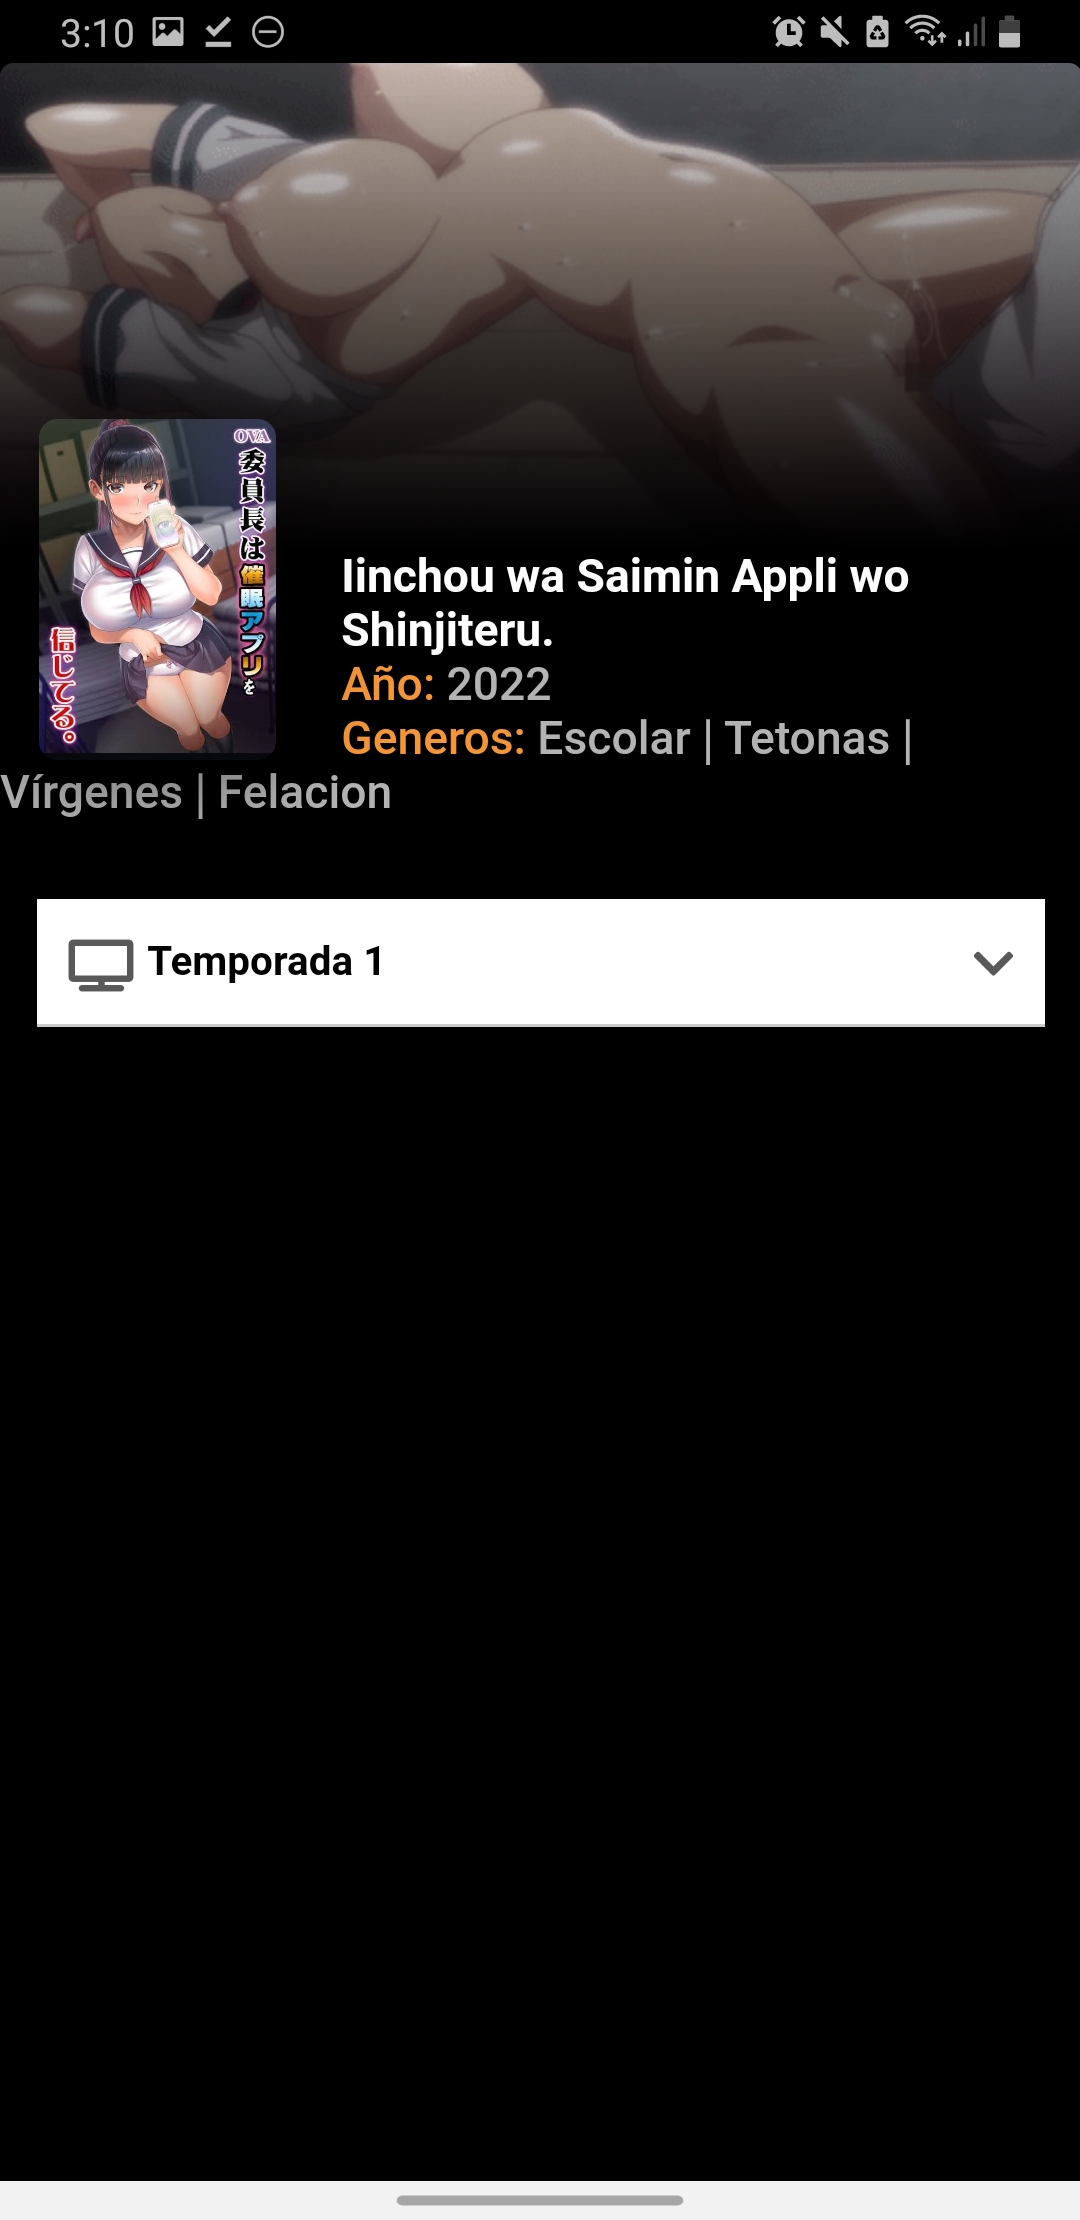 3:10
OVA
委員長は催眠アプリを
信じてる。
Iinchou wa Saimin Appli wo
Shinjiteru.
Año: 2022
Generos: Escolar | Tetonas |
Vírgenes | Felacion
Temporada 1